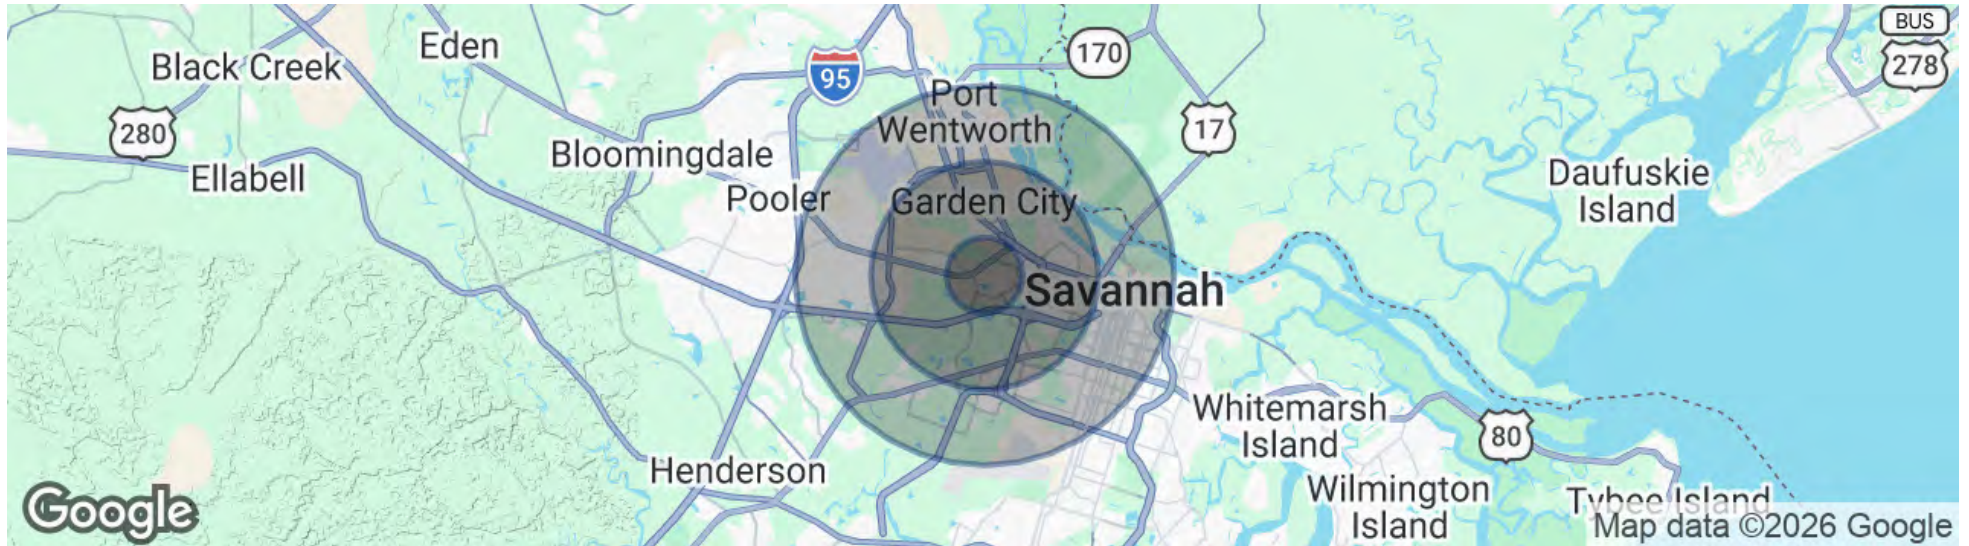 BUS
Eden
170
Black Creek
95
278
Port
Wentworth
280
17
Bloomingdale
Ellabell
Daufuskie
Island
Pooler
Garden City
Savannah
Whitemarsh
Island
80
Henderson
Wilmington
Island
Tybee Island
Google
Map data ©2026 Google